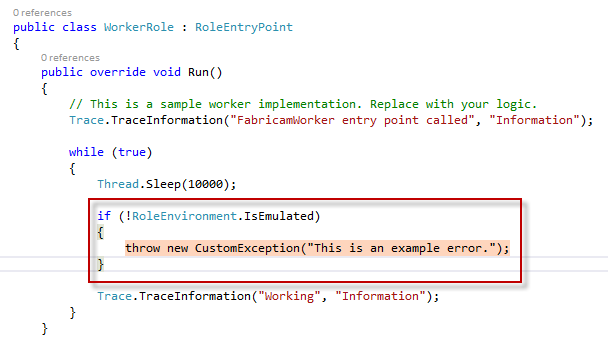 0 references
public class WorkerRole : RoleEntryPoint
{
0 references
public override void Run()
{
// This is a sample worker implementation. Replace with your logic.
Trace.TraceInformation("FabricamWorker entry point called", "Information");
while (true)
{
Thread.Sleep(10000);
if (!RoleEnvironment.IsEmulated)
{
throw new CustomException("This is an example error.");
}
Trace.TraceInformation("Working", "Information");
}
}